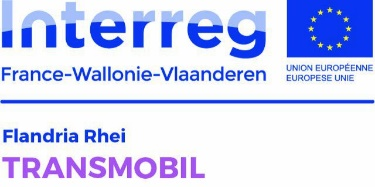 Interreg
France-Wallonie-Vlaanderen
UNION EUROPÉENNE
EUROPESE UNIE
Flandria Rhei
TRANSMOBIL